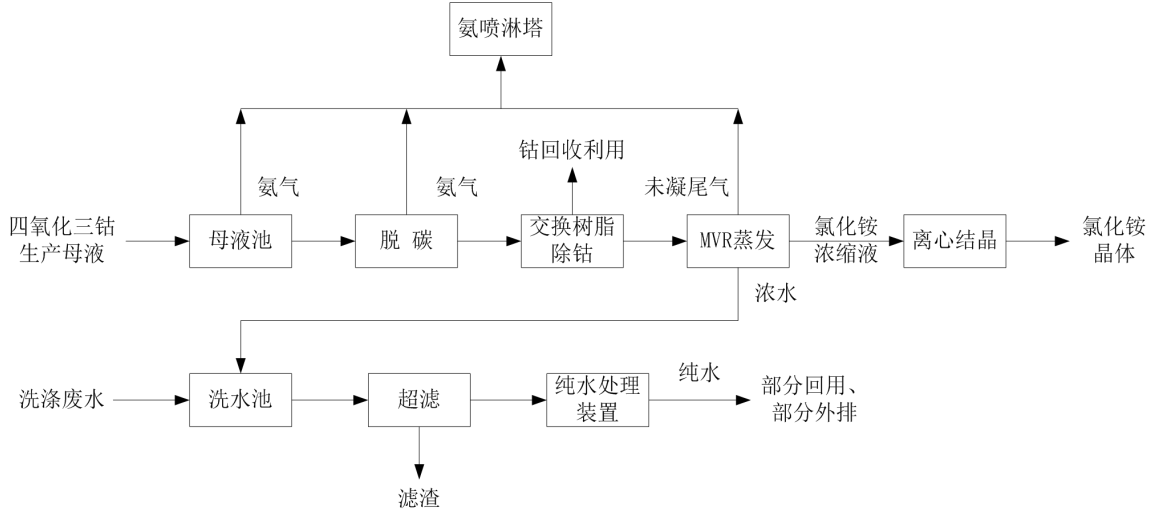 氨喷淋塔
钴回收利用
氨气
氨气
未凝尾气
四氧化三钴
生产母液
母液池
脱 碳
交换树脂
除钴
MVR蒸发
氯化铵
浓缩液
离心结晶
氯化铵
晶体
浓水
洗涤废水
洗水池
超滤
纯水处理
装置
纯水
部分回用、
部分外排
滤渣